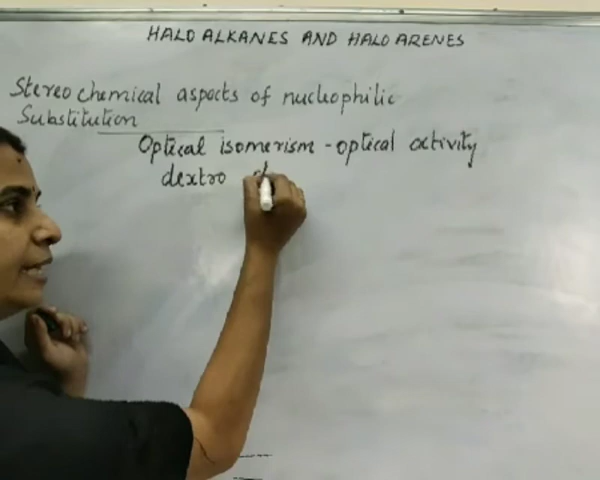 HALO ALKANES AND HALO ARENES
Stereo chemical aspects of nucleophilic
Substitution
Optical isomerism - optical activity
dextro